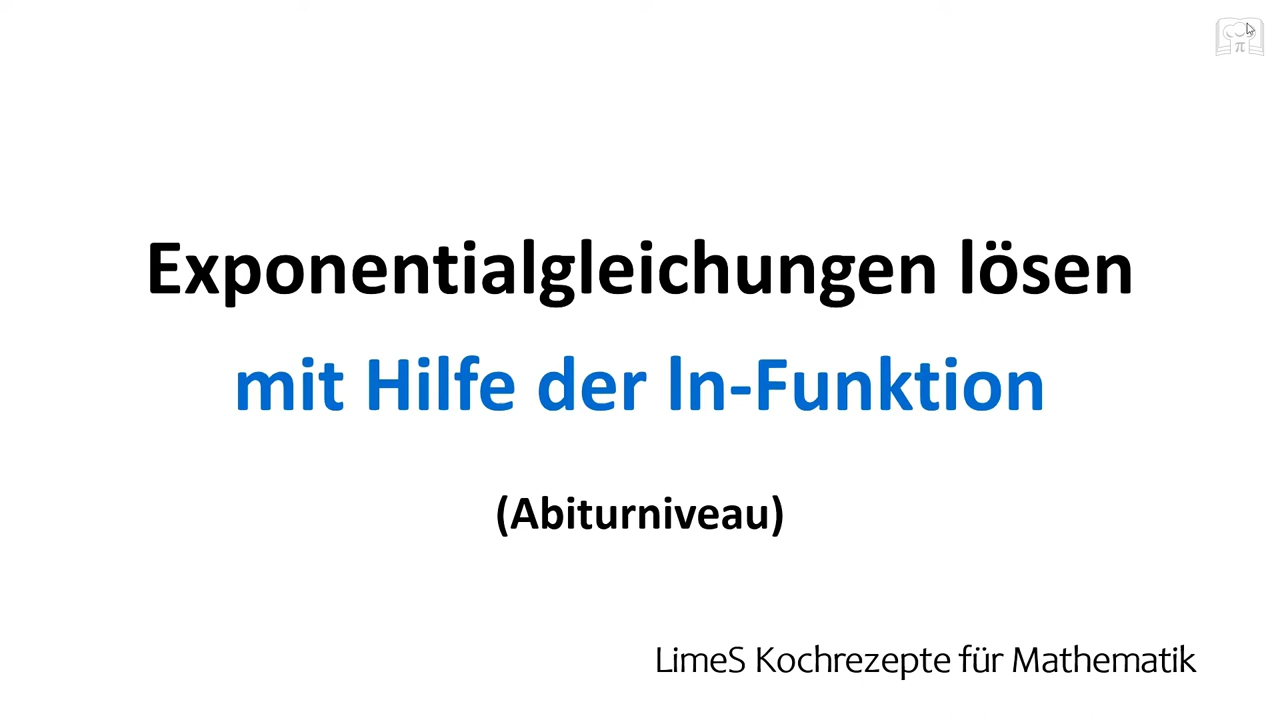 Exponentialgleichungen lösen
mit Hilfe der ln-Funktion
(Abiturniveau)
LimeS Kochrezepte für Mathematik
π